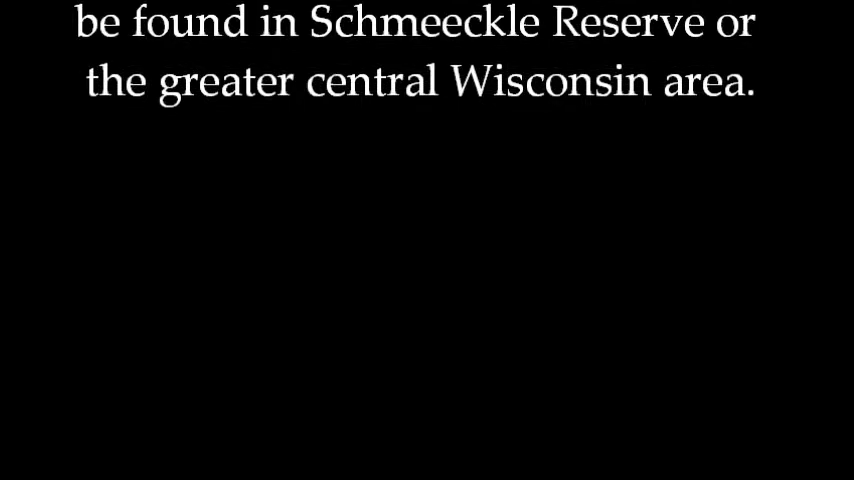 be found in Schmeeckle Reserve or
the greater central Wisconsin area.